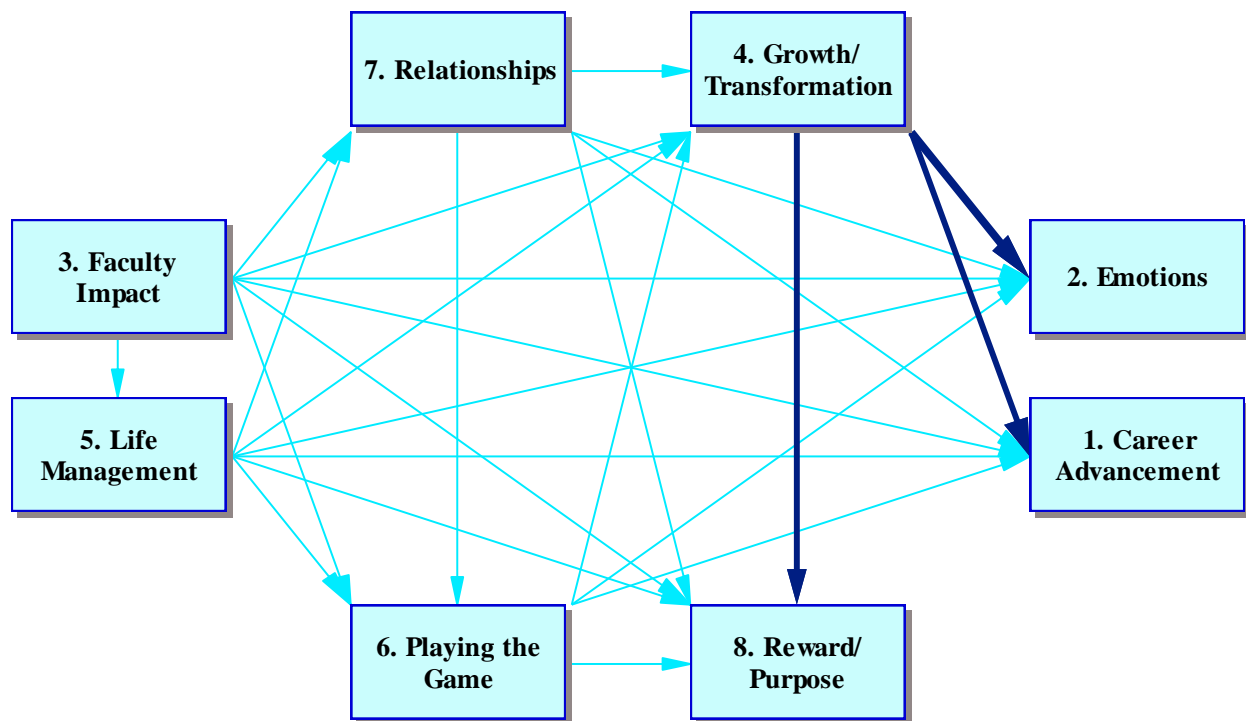 7. Relationships
4. Growth/
Transformation
3. Faculty
Impact
2. Emotions
5. Life
Management
1. Career
Advancement
6. Playing the
Game
8. Reward/
Purpose